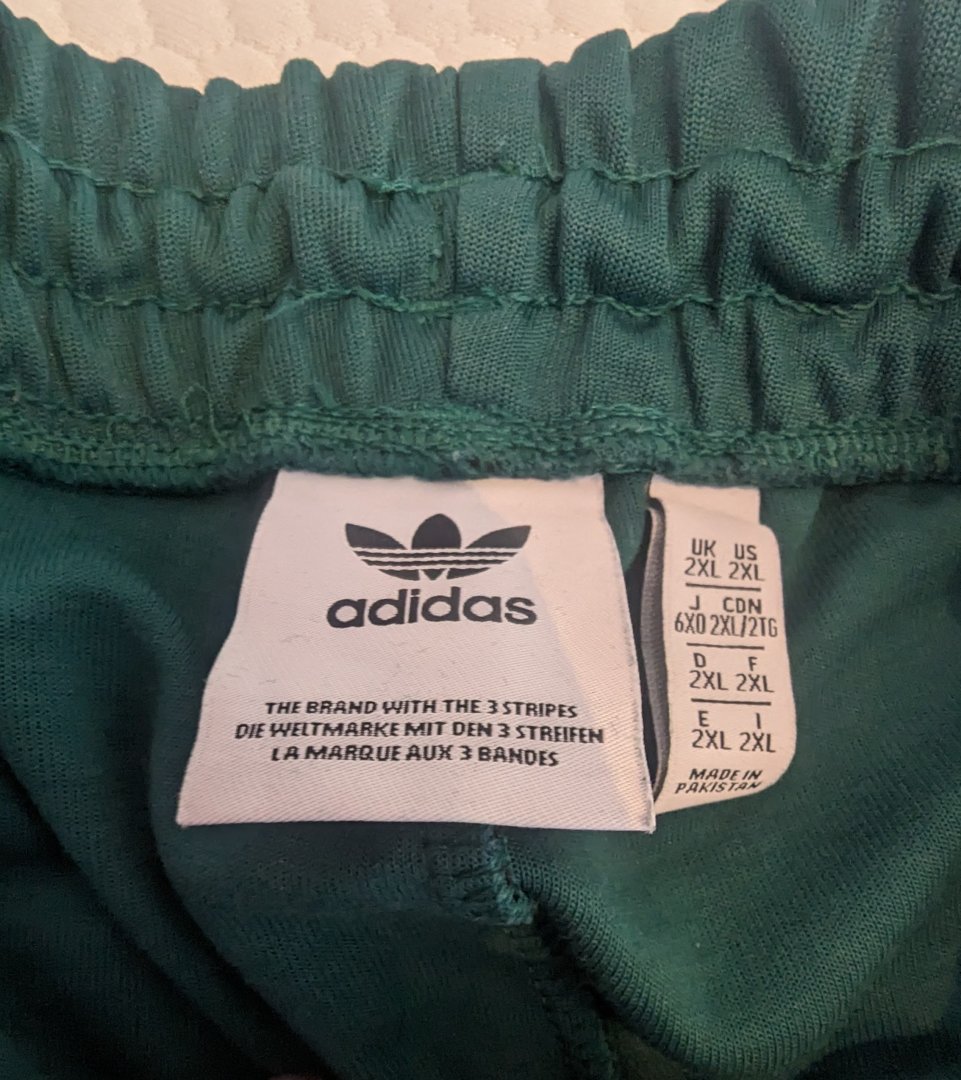 adidas
THE BRAND WITH THE 3 STRIPES
DIE WELTMARKE MIT DEN 3 STREIFEN
LA MARQUE AUX 3 BANDES
UK US
2XL 2XL
J CDN
6XO 2XL/2TG
D F
2XL 2XL
E I
2XL 2XL
MADE IN
PAKISTAN